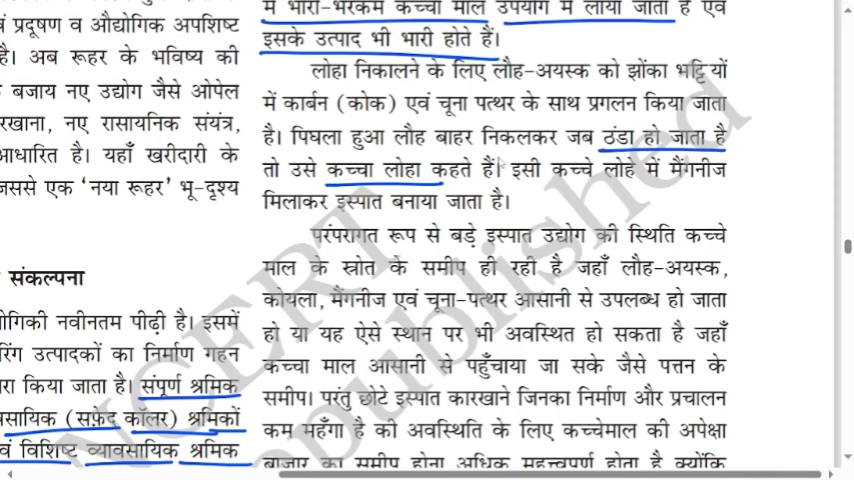 प्रदूषण व औद्योगिक अपशिष्ट
है। अब रूहर के भविष्य की
बजाय नए उद्योग जैसे ओपेल
नए रासायनिक संयंत्र,
आधारित है। यहाँ खरीदारी के
जिससे एक 'नया रूहर' भू-दृश्य
संकल्पना
नवीनतम पीढ़ी है। इसमें
उत्पादकों का निर्माण गहन
किया जाता है। संपूर्ण श्रमिक
(सफ़ेद कॉलर) श्रमिकों
एवं विशिष्ट व्यावसायिक श्रमिक
में भारी-भरकम कच्चा माल उपयोग में लाया जाता है एवं
इसके उत्पाद भी भारी होते हैं।
लोहा निकालने के लिए लौह-अयस्क को झोंका भट्टियों
में कार्बन (कोक) एवं चूना पत्थर के साथ प्रगलन किया जाता
है। पिघला हुआ लौह बाहर निकलकर जब ठंडा हो जाता है
तो उसे कच्चा लोहा कहते हैं। इसी कच्चे लोहे में मैंगनीज
मिलाकर इस्पात बनाया जाता है।
परंपरागत रूप से बड़े इस्पात उद्योग की स्थिति कच्चे
माल के स्रोत के समीप ही रही है जहाँ लौह-अयस्क,
कोयला, मैंगनीज एवं चूना-पत्थर आसानी से उपलब्ध हो जाता
हो या यह ऐसे स्थान पर भी अवस्थित हो सकता है जहाँ
कच्चा माल आसानी से पहुँचाया जा सके जैसे पत्तन के
समीप। परंतु छोटे इस्पात कारखाने जिनका निर्माण और प्रचालन
कम महँगा है की अवस्थिति के लिए कच्चेमाल की अपेक्षा
बाज़ार का समीप होना अधिक महत्त्वपूर्ण होता है क्योंकि
NCERT
republished